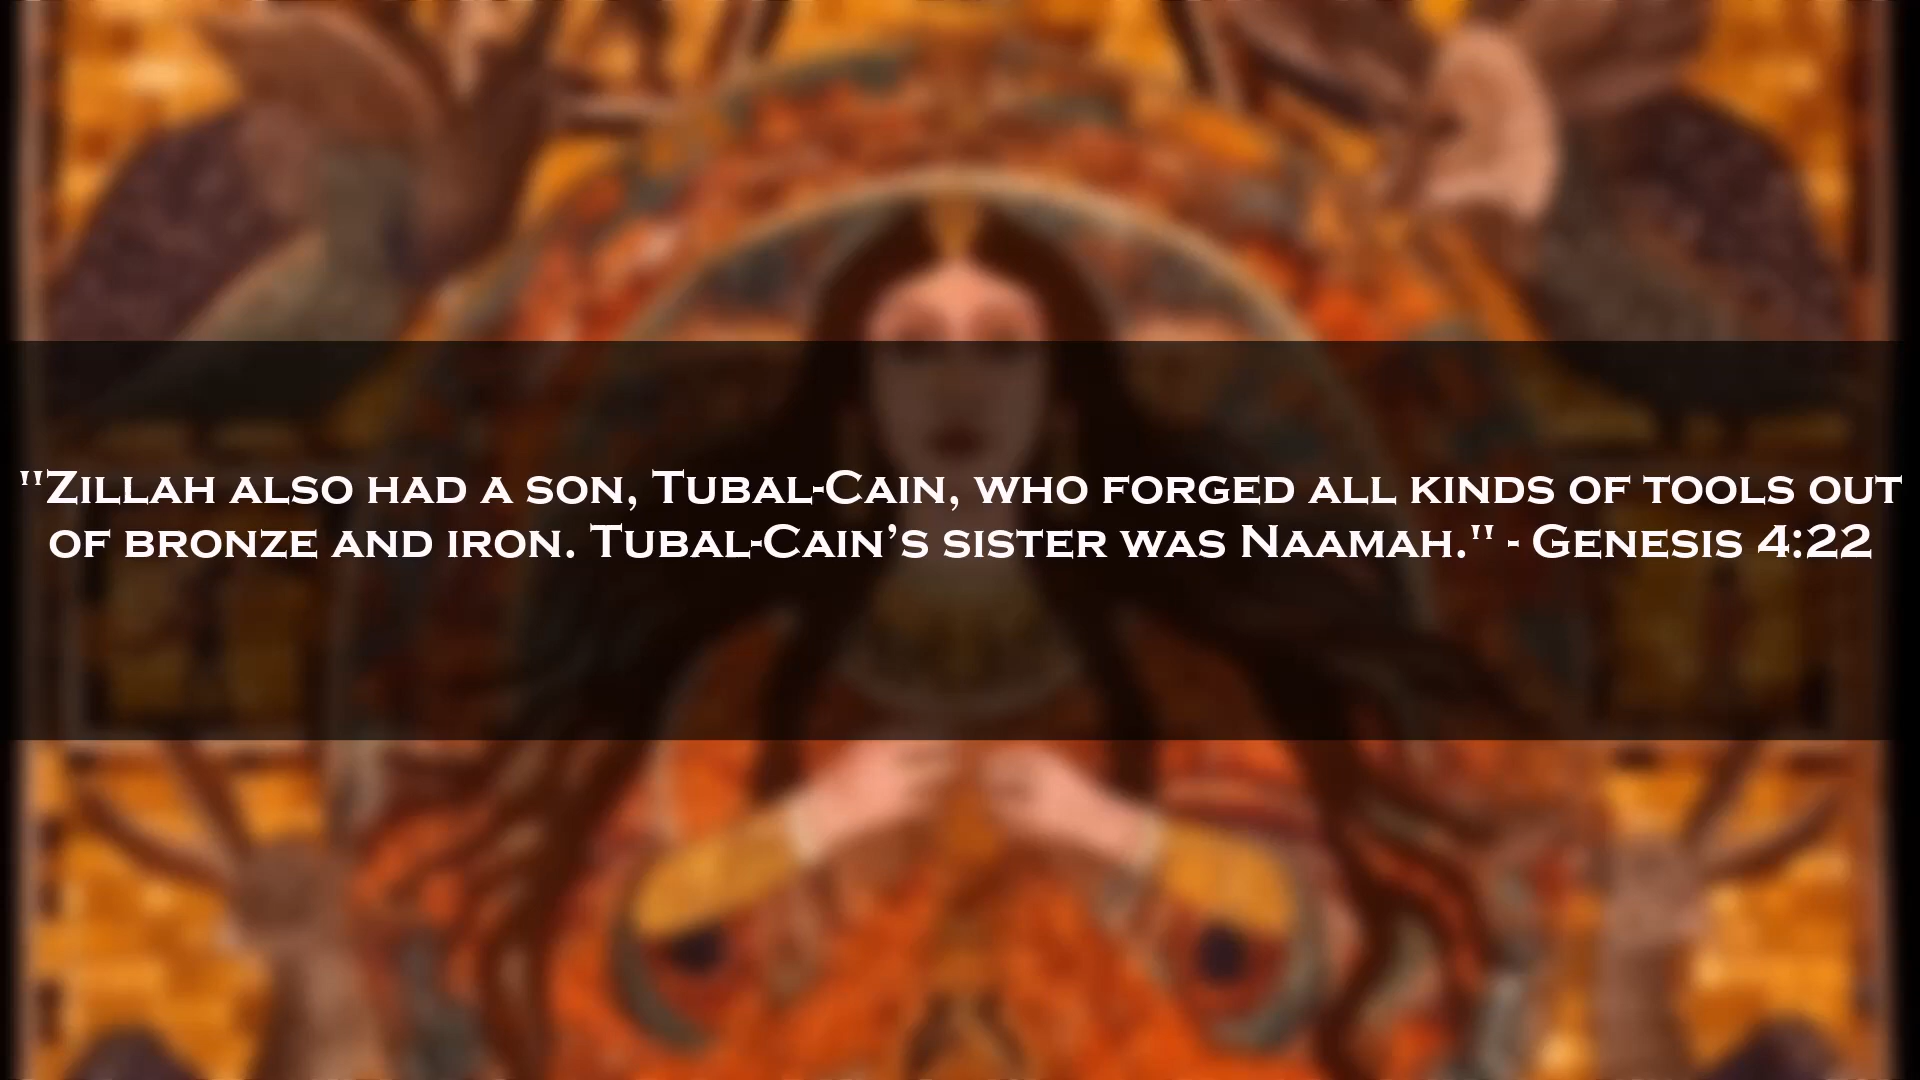 "Zillah also had a son, Tubal-Cain, who forged all kinds of tools out
of bronze and iron. Tubal-Cain’s sister was Naamah." - Genesis 4:22